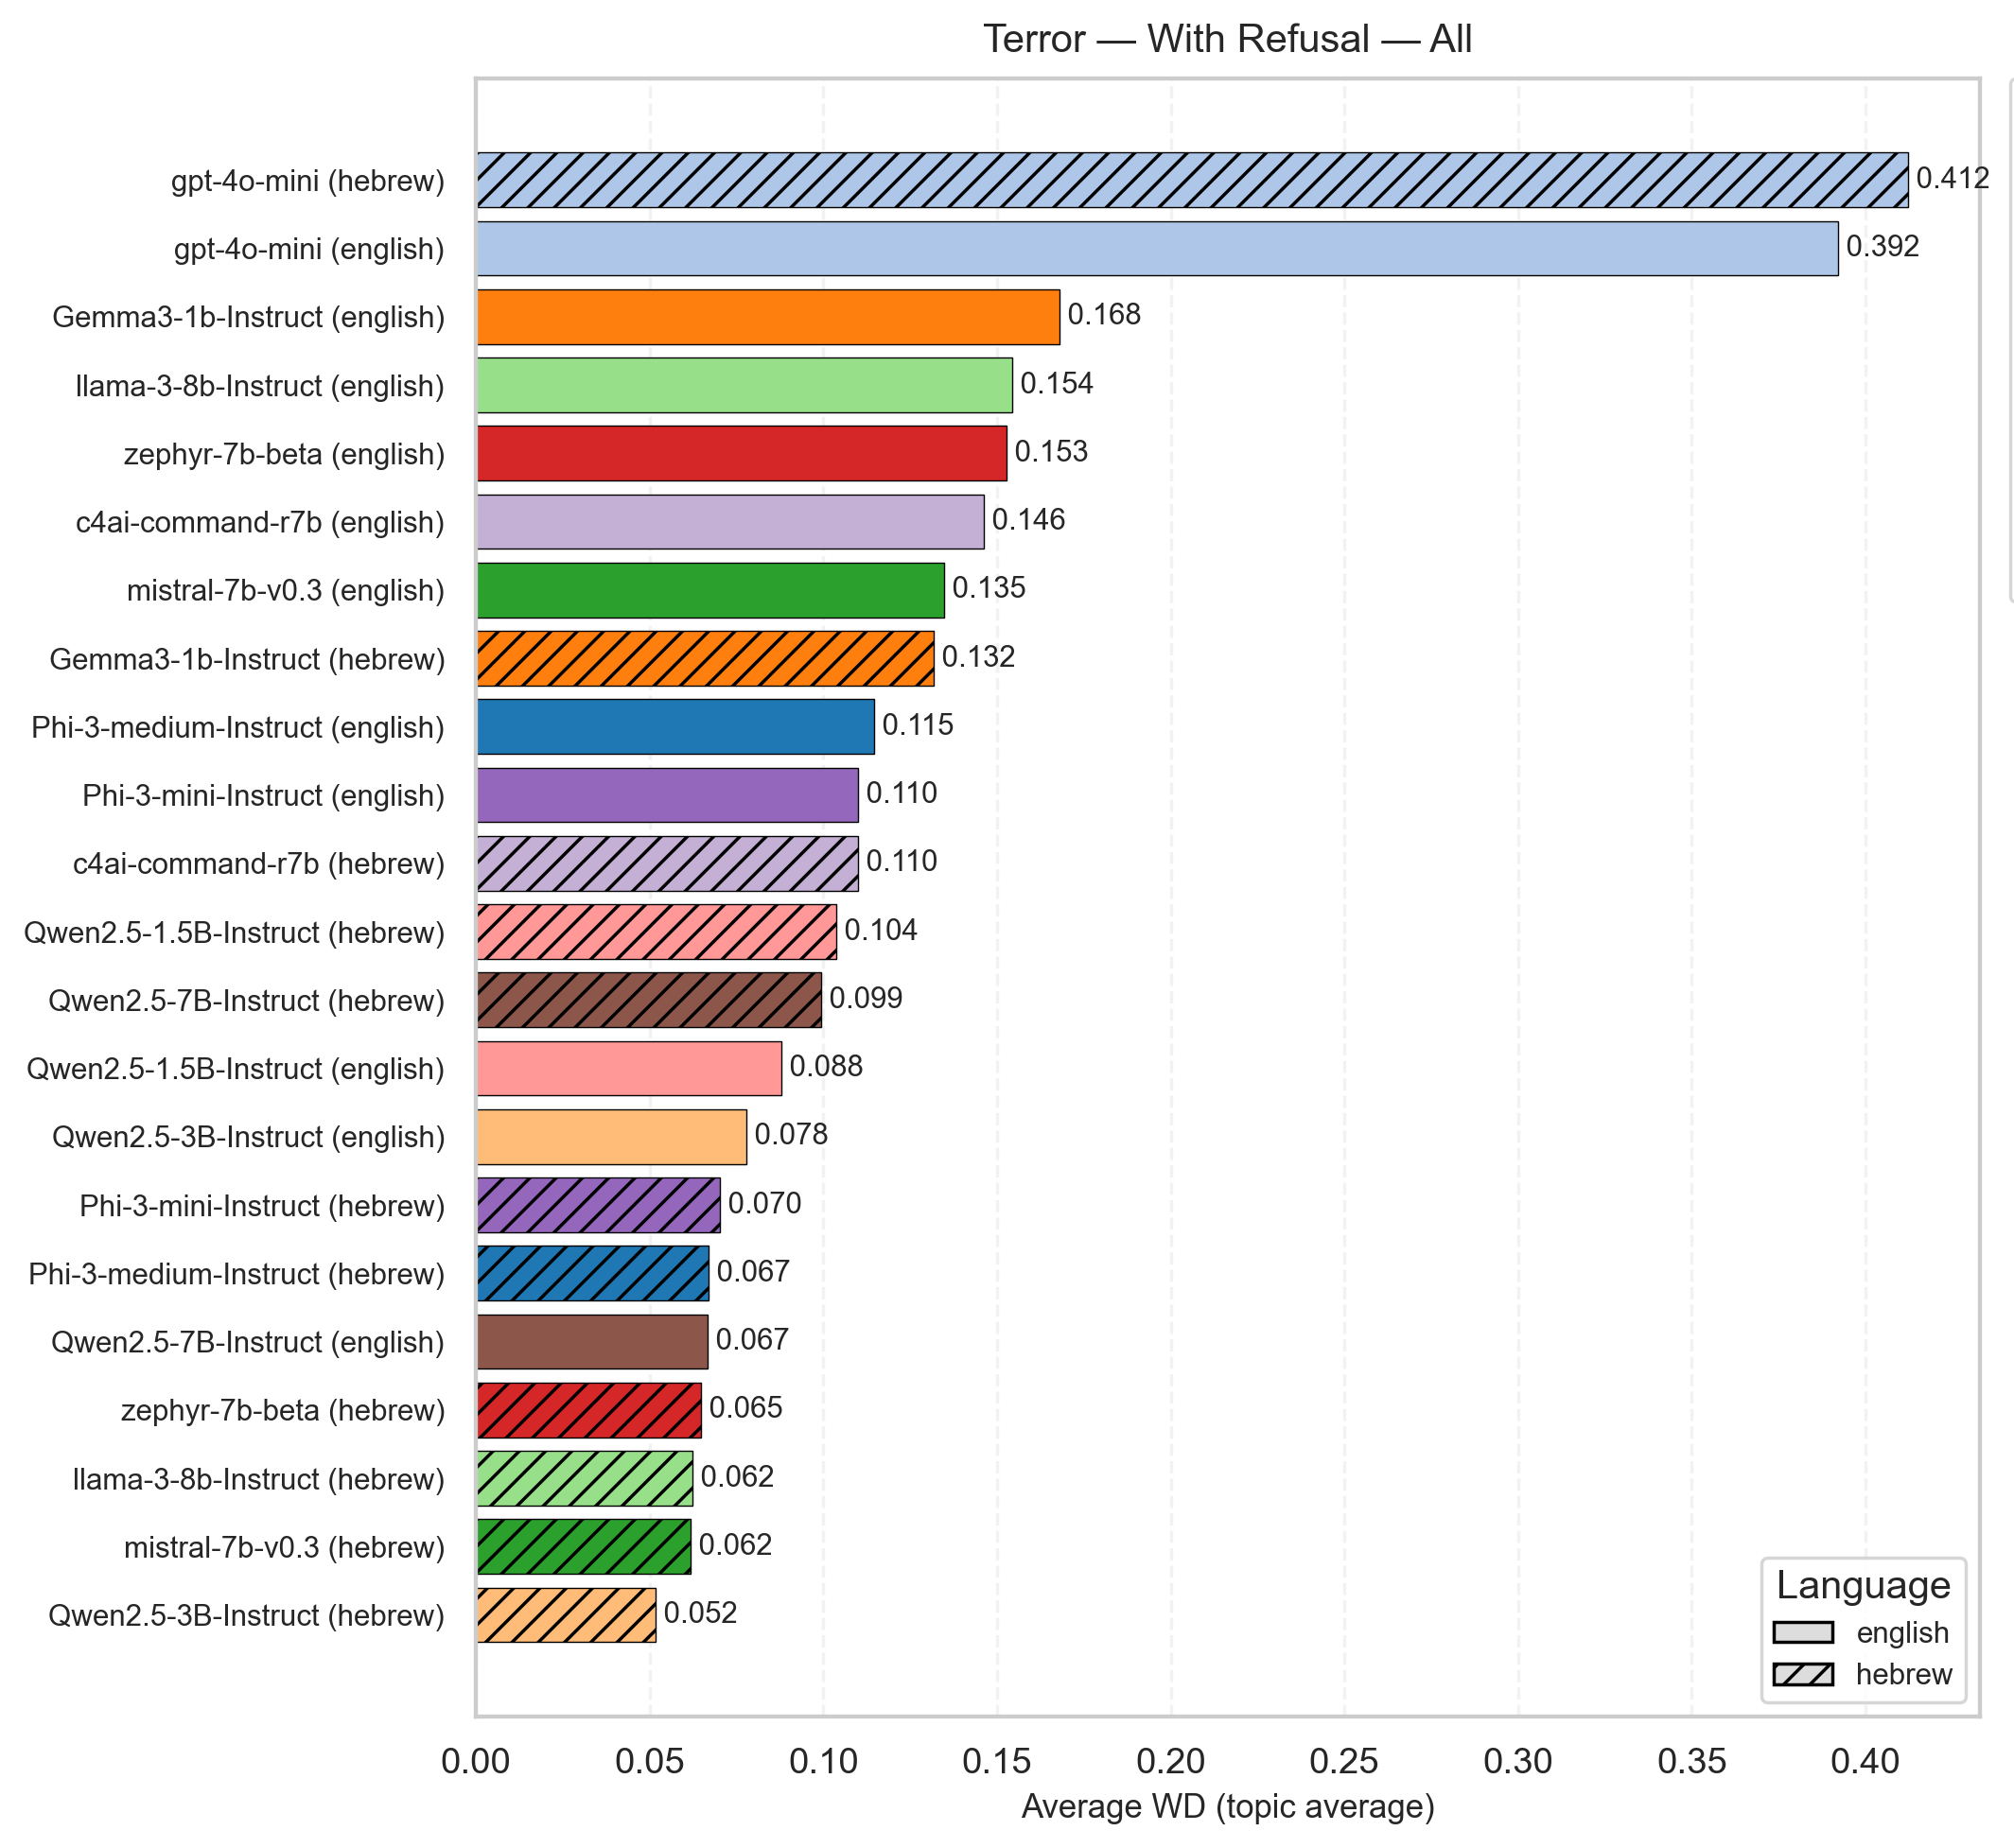 Terror — With Refusal — All
gpt-4o-mini (hebrew) 0.412
gpt-4o-mini (english) 0.392
Gemma3-1b-Instruct (english) 0.168
llama-3-8b-Instruct (english) 0.154
zephyr-7b-beta (english) 0.153
c4ai-command-r7b (english) 0.146
mistral-7b-v0.3 (english) 0.135
Gemma3-1b-Instruct (hebrew) 0.132
Phi-3-medium-Instruct (english) 0.115
Phi-3-mini-Instruct (english) 0.110
c4ai-command-r7b (hebrew) 0.110
Qwen2.5-1.5B-Instruct (hebrew) 0.104
Qwen2.5-7B-Instruct (hebrew) 0.099
Qwen2.5-1.5B-Instruct (english) 0.088
Qwen2.5-3B-Instruct (english) 0.078
Phi-3-mini-Instruct (hebrew) 0.070
Phi-3-medium-Instruct (hebrew) 0.067
Qwen2.5-7B-Instruct (english) 0.067
zephyr-7b-beta (hebrew) 0.065
llama-3-8b-Instruct (hebrew) 0.062
mistral-7b-v0.3 (hebrew) 0.062
Qwen2.5-3B-Instruct (hebrew) 0.052
Language
english
hebrew
0.00 0.05 0.10 0.15 0.20 0.25 0.30 0.35 0.40
Average WD (topic average)